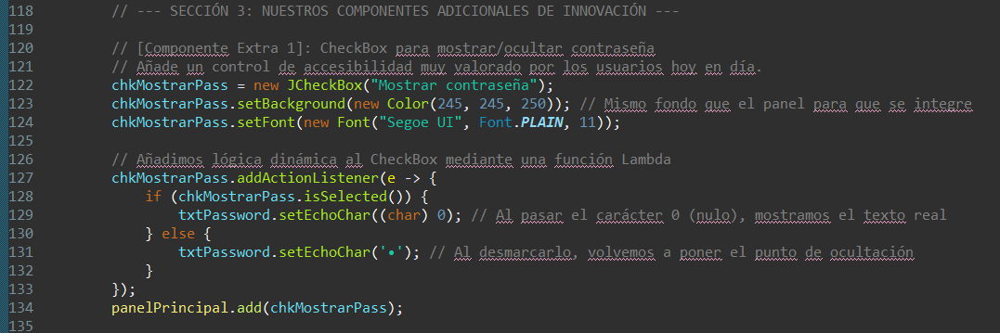 118 // --- SECCIÓN 3: NUESTROS COMPONENTES ADICIONALES DE INNOVACIÓN ---
119
120 // [Componente Extra 1]: CheckBox para mostrar/ocultar contraseña
121 // Añade un control de accesibilidad muy valorado por los usuarios hoy en día.
122 chkMostrarPass = new JCheckBox("Mostrar contraseña");
123 chkMostrarPass.setBackground(new Color(245, 245, 250)); // Mismo fondo que el panel para que se integre
124 chkMostrarPass.setFont(new Font("Segoe UI", Font.PLAIN, 11));
125
126 // Añadimos lógica dinámica al CheckBox mediante una función Lambda
127 chkMostrarPass.addActionListener(e -> {
128 if (chkMostrarPass.isSelected()) {
129 txtPassword.setEchoChar((char) 0); // Al pasar el carácter 0 (nulo), mostramos el texto real
130 } else {
131 txtPassword.setEchoChar('•'); // Al desmarcarlo, volvemos a poner el punto de ocultación
132 }
133 });
134 panelPrincipal.add(chkMostrarPass);
135